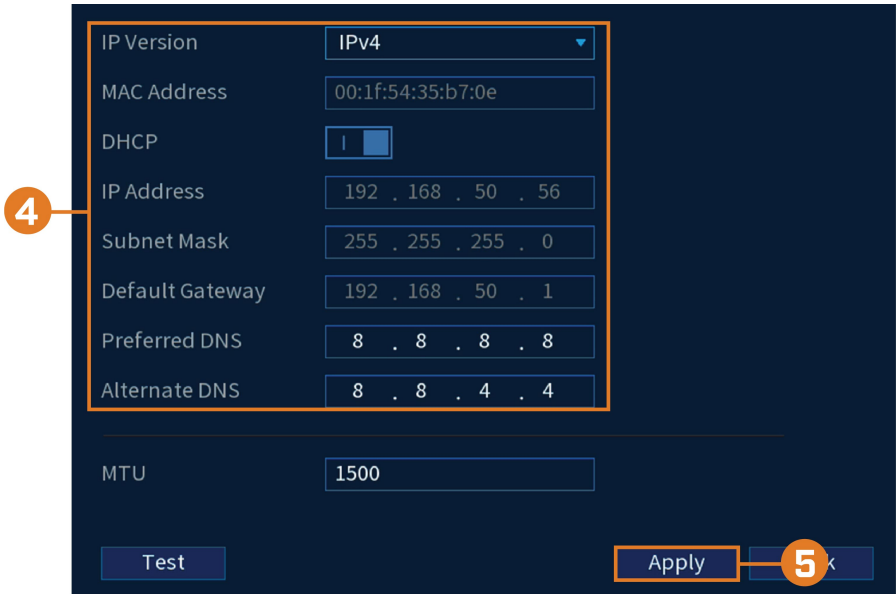 IP Version IPv4
MAC Address 00:1f:54:35:b7:0e
DHCP
4
IP Address 192 . 168 . 50 . 56
Subnet Mask 255 . 255 . 255 . 0
Default Gateway 192 . 168 . 50 . 1
Preferred DNS 8 . 8 . 8 . 8
Alternate DNS 8 . 8 . 4 . 4
MTU 1500
Test Apply 5